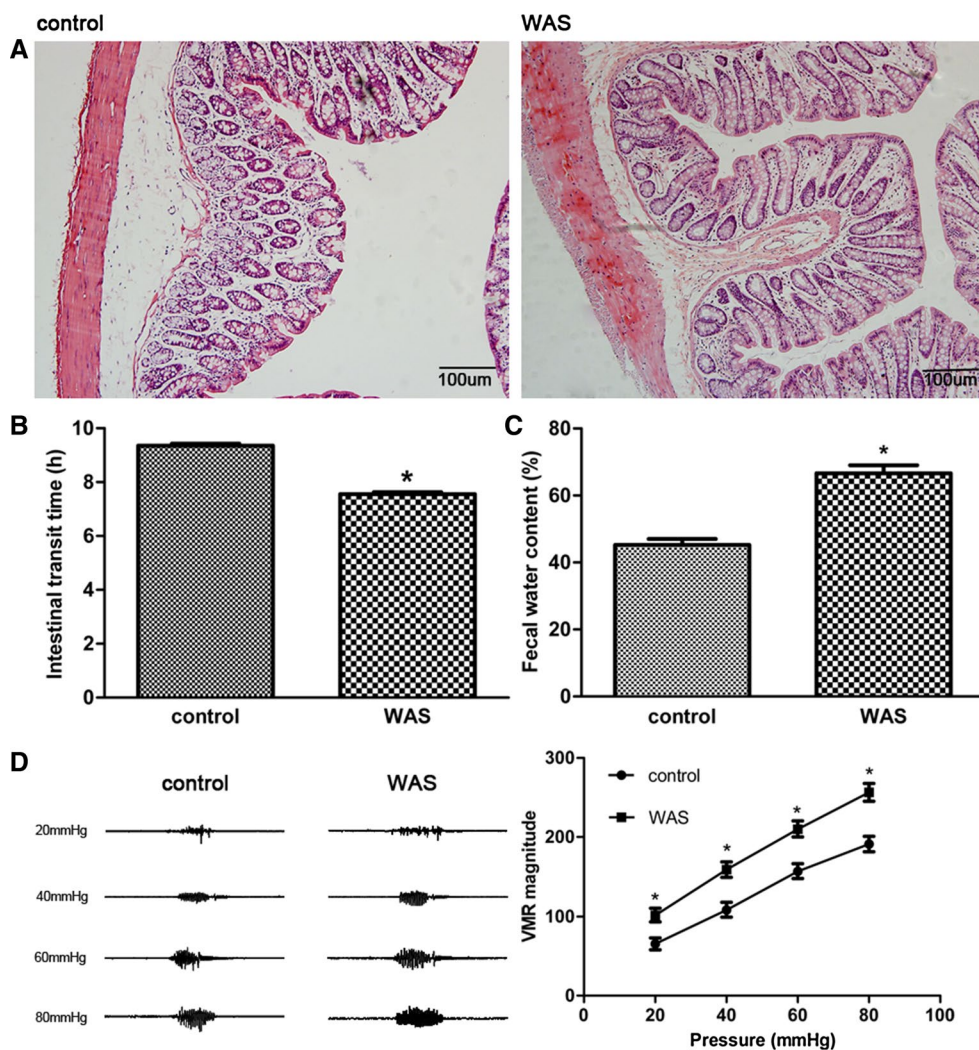 control
WAS
A
100um
100um
B
Intestinal transit time (h)
10
8
6
4
2
0
*
control
WAS
C
Fecal water content (%)
80
60
40
20
0
*
control
WAS
D
control
WAS
20mmHg
40mmHg
60mmHg
80mmHg
VMR magnitude
300
200
100
0
control
WAS
*
*
*
*
0
20
40
60
80
100
Pressure (mmHg)